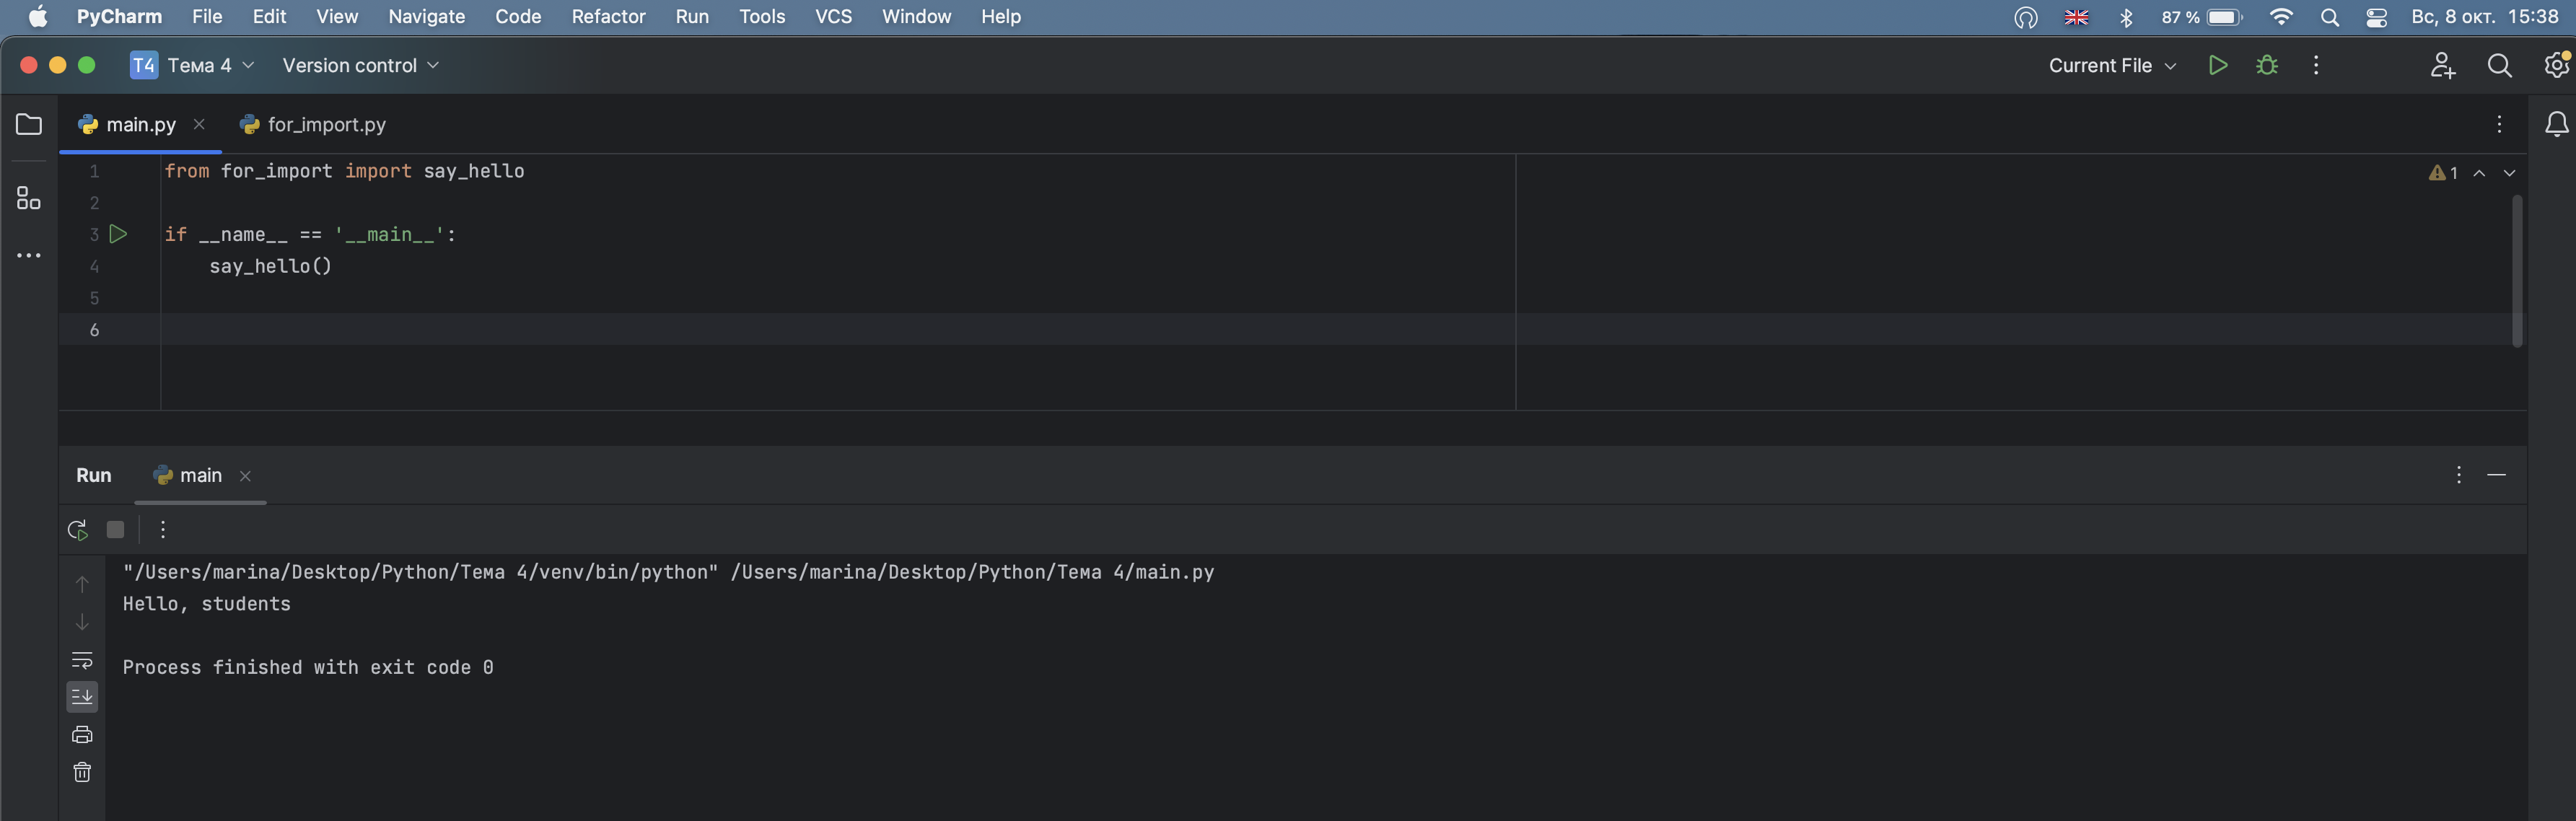 PyCharm File Edit View Navigate Code Refactor Run Tools VCS Window Help 87 % Вс, 8 окт. 15:38
T4 Тема 4 Version control Current File
main.py for_import.py
1 from for_import import say_hello 1
2
3 if __name__ == '__main__':
4 say_hello()
5
6
Run main
"/Users/marina/Desktop/Python/Тема 4/venv/bin/python" /Users/marina/Desktop/Python/Тема 4/main.py
Hello, students
Process finished with exit code 0